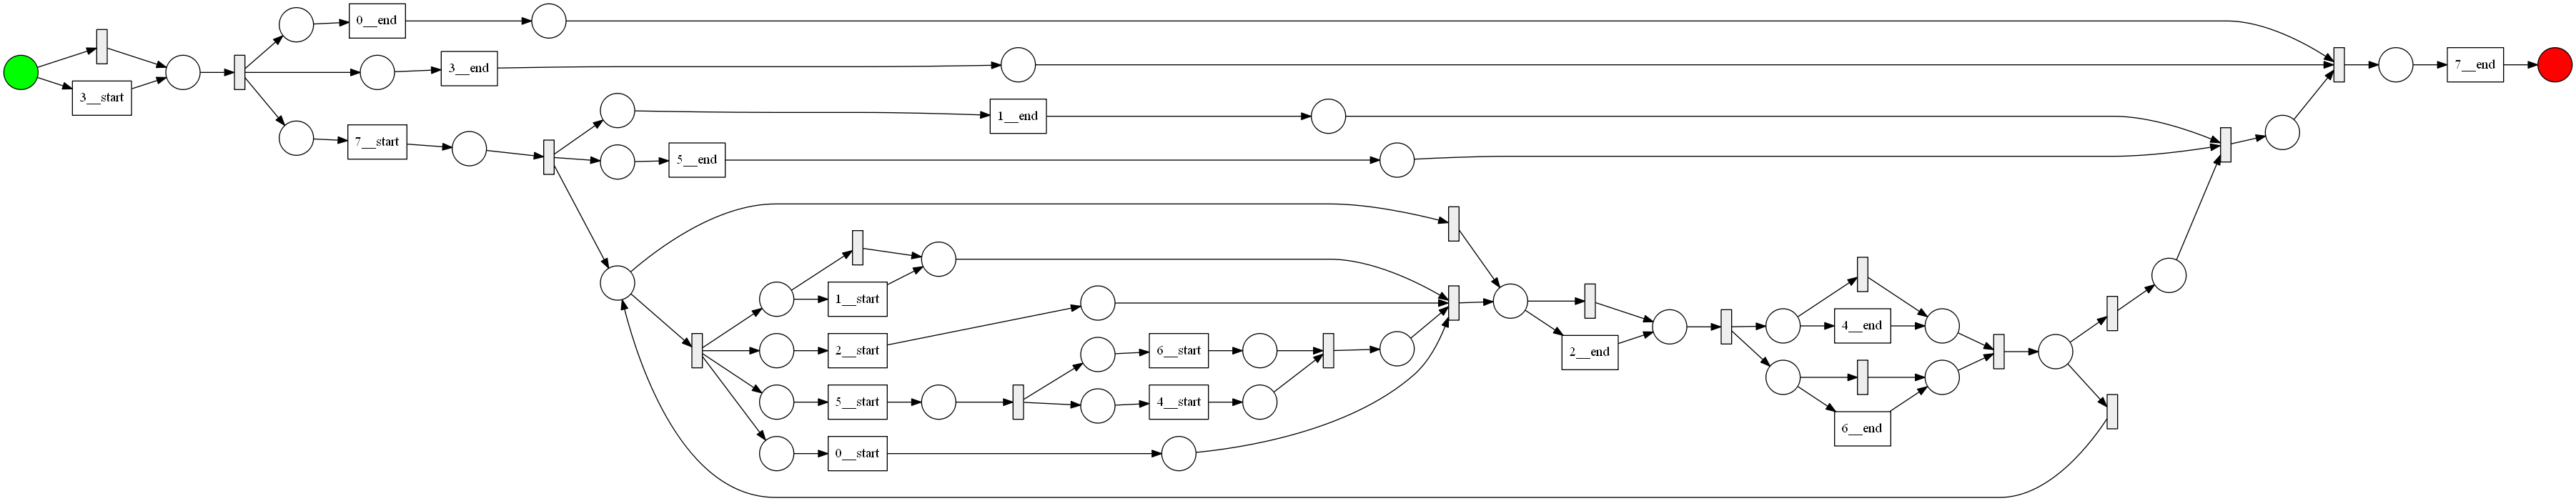 0__end
3__end
3__start
1__end
7__end
7__start
5__end
1__start
2__start
6__start
2__end
4__end
5__start
4__start
6__end
0__start